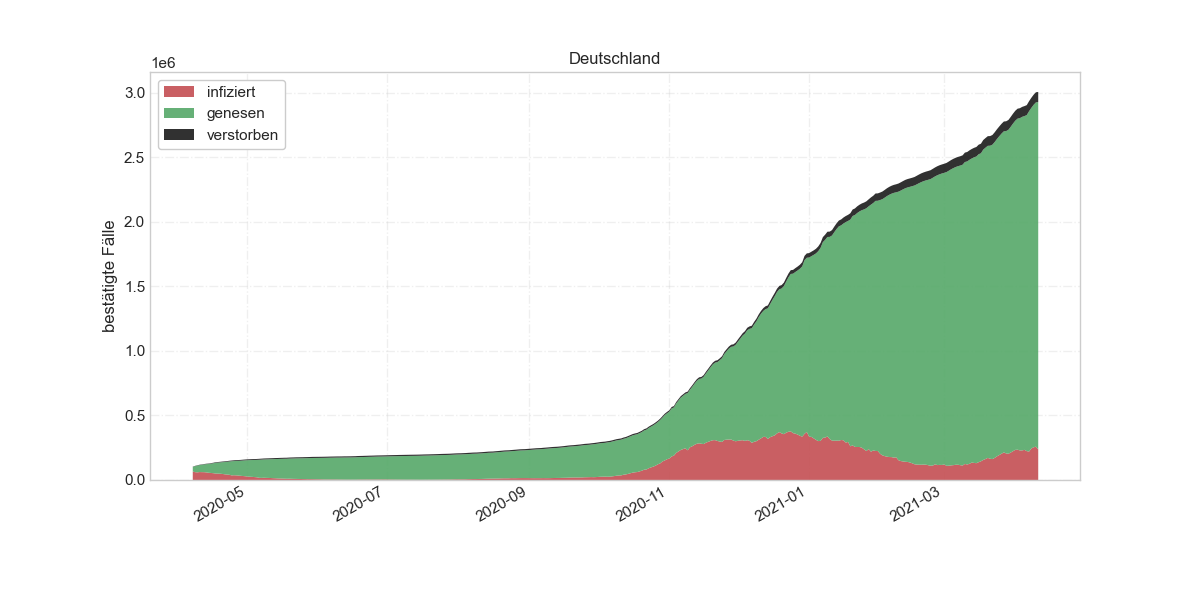 Deutschland
1e6
infiziert
genesen
verstorben
bestätigte Fälle
3.0
2.5
2.0
1.5
1.0
0.5
0.0
2020-05
2020-07
2020-09
2020-11
2021-01
2021-03